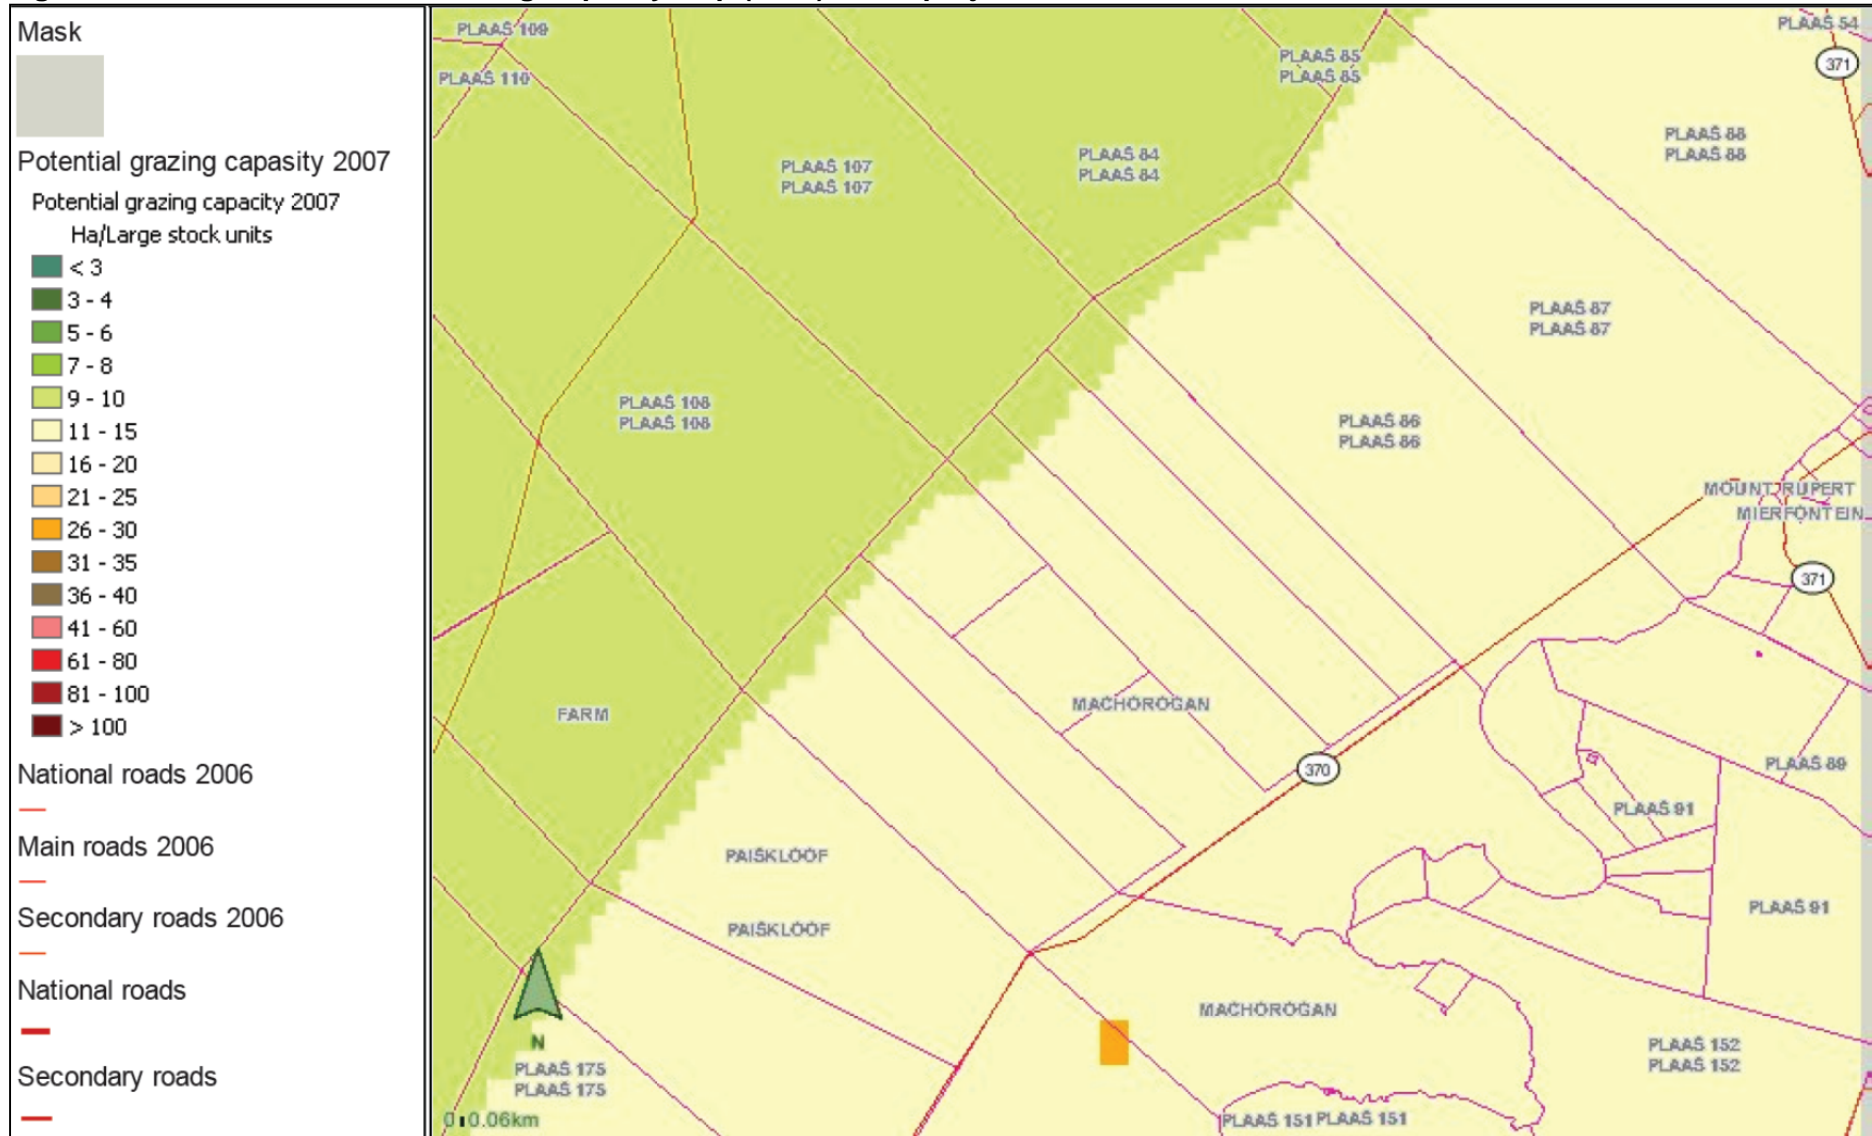 Mask
Potential grazing capasity 2007
Potential grazing capacity 2007
Ha/Large stock units
< 3
3 - 4
5 - 6
7 - 8
9 - 10
11 - 15
16 - 20
21 - 25
26 - 30
31 - 35
36 - 40
41 - 60
61 - 80
81 - 100
> 100
National roads 2006
Main roads 2006
Secondary roads 2006
National roads
Secondary roads
PLAAS 109
PLAAS 110
PLAAS 85
PLAAS 85
PLAAS 54
371
PLAAS 107
PLAAS 107
PLAAS 84
PLAAS 84
PLAAS 88
PLAAS 88
PLAAS 87
PLAAS 87
PLAAS 108
PLAAS 108
PLAAS 86
PLAAS 86
MOUNT RUPERT
MIERFONTEIN
371
FARM
MACHOROGAN
370
PLAAS 89
PLAAS 91
PAISKLOOF
PAISKLOOF
PLAAS 91
MACHOROGAN
N
PLAAS 175
PLAAS 175
PLAAS 152
PLAAS 152
0 0.06km
PLAAS 151 PLAAS 151